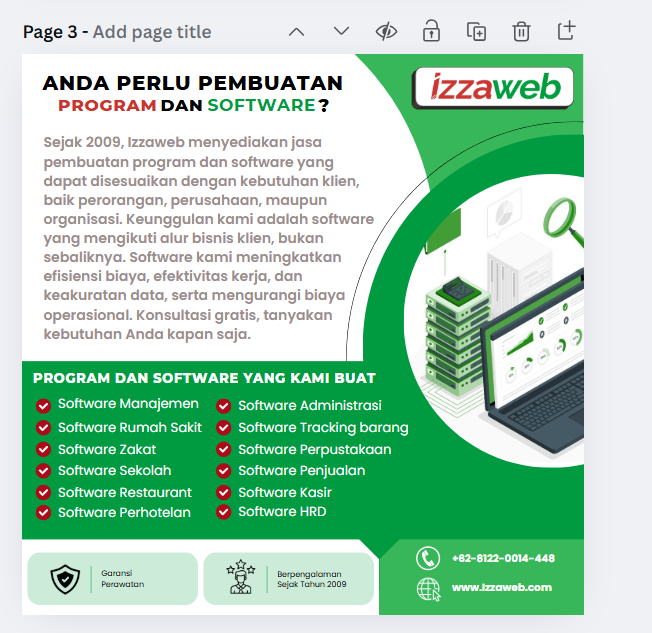 Page 3 - Add page title
ANDA PERLU PEMBUATAN
PROGRAM DAN SOFTWARE ?
izzaweb
Sejak 2009, Izzaweb menyediakan jasa
pembuatan program dan software yang
dapat disesuaikan dengan kebutuhan klien,
baik perorangan, perusahaan, maupun
organisasi. Keunggulan kami adalah software
yang mengikuti alur bisnis klien, bukan
sebaliknya. Software kami meningkatkan
efisiensi biaya, efektivitas kerja, dan
keakuratan data, serta mengurangi biaya
operasional. Konsultasi gratis, tanyakan
kebutuhan Anda kapan saja.
PROGRAM DAN SOFTWARE YANG KAMI BUAT
Software Manajemen
Software Rumah Sakit
Software Zakat
Software Sekolah
Software Restaurant
Software Perhotelan
Software Administrasi
Software Tracking barang
Software Perpustakaan
Software Penjualan
Software Kasir
Software HRD
Garansi
Perawatan
Berpengalaman
Sejak Tahun 2009
+62-8122-0014-448
www.izzaweb.com